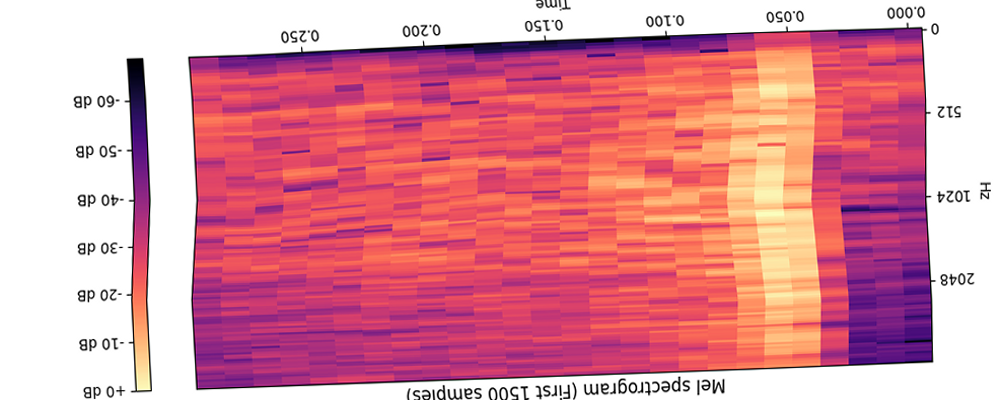 Mel spectrogram (First 1500 samples)
Hz
2048
1024
512
0
0.000
0.050
0.100
0.150
0.200
0.250
Time
+0 dB
-10 dB
-20 dB
-30 dB
-40 dB
-50 dB
-60 dB